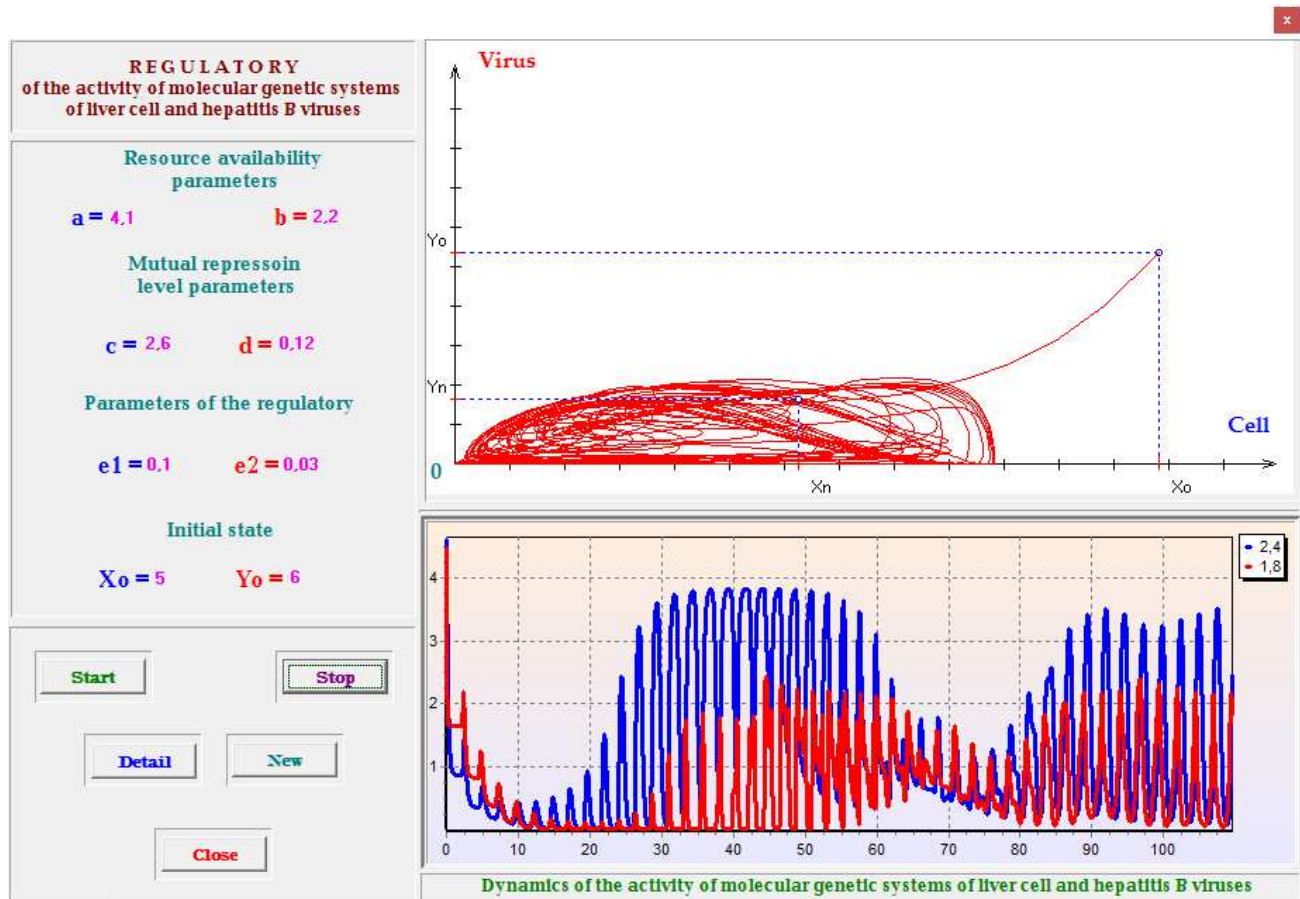 x
REGULATORY
of the activity of molecular genetic systems
of liver cell and hepatitis B viruses
Resource availability
parameters
a = 4,1 b = 2,2
Mutual repressoin
level parameters
c = 2,6 d = 0,12
Parameters of the regulatory
e1 = 0,1 e2 = 0,03
Initial state
Xo = 5 Yo = 6
Start Stop
Detail New
Close
Virus
Yo
Yn
Cell
0
Xn Xo
2,4
1,8
4
3
2
1
0 10 20 30 40 50 60 70 80 90 100
Dynamics of the activity of molecular genetic systems of liver cell and hepatitis B viruses